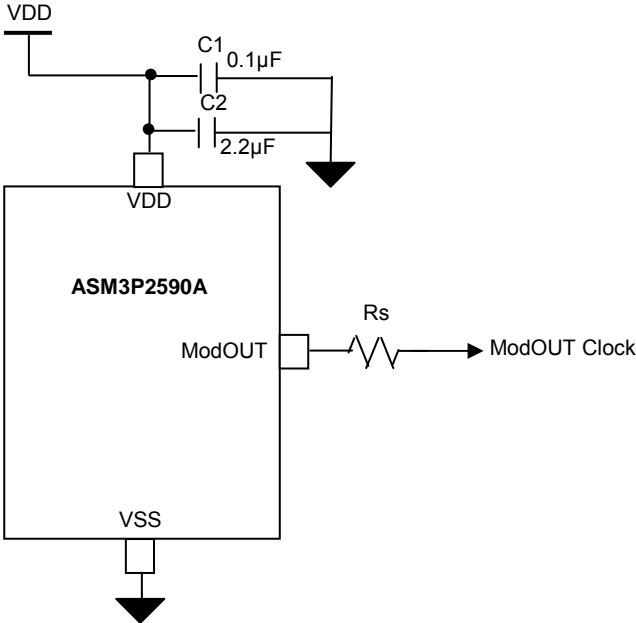 VDD
C1
0.1µF
C2
2.2µF
VDD
ASM3P2590A
Rs
ModOUT
ModOUT Clock
VSS